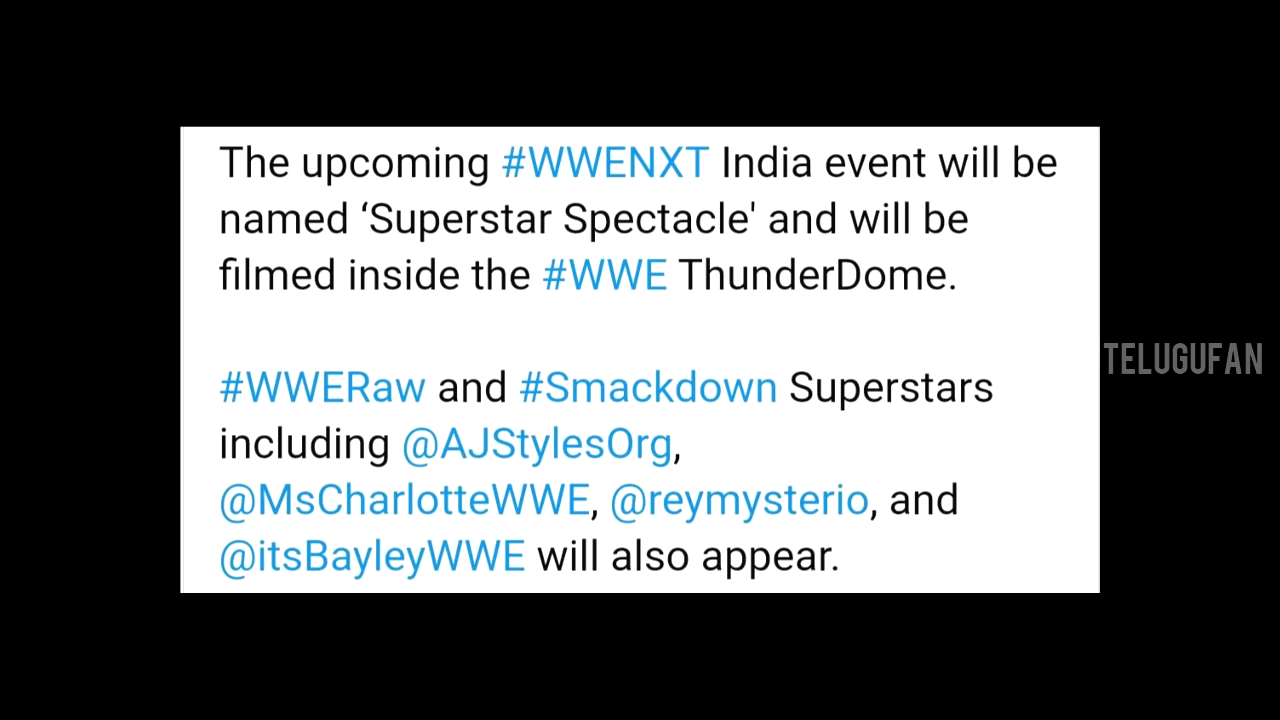 The upcoming #WWENXT India event will be
named ‘Superstar Spectacle' and will be
filmed inside the #WWE ThunderDome.
#WWERaw and #Smackdown Superstars
including @AJStylesOrg,
@MsCharlotteWWE, @reymysterio, and
@itsBayleyWWE will also appear.
TELUGUFAN